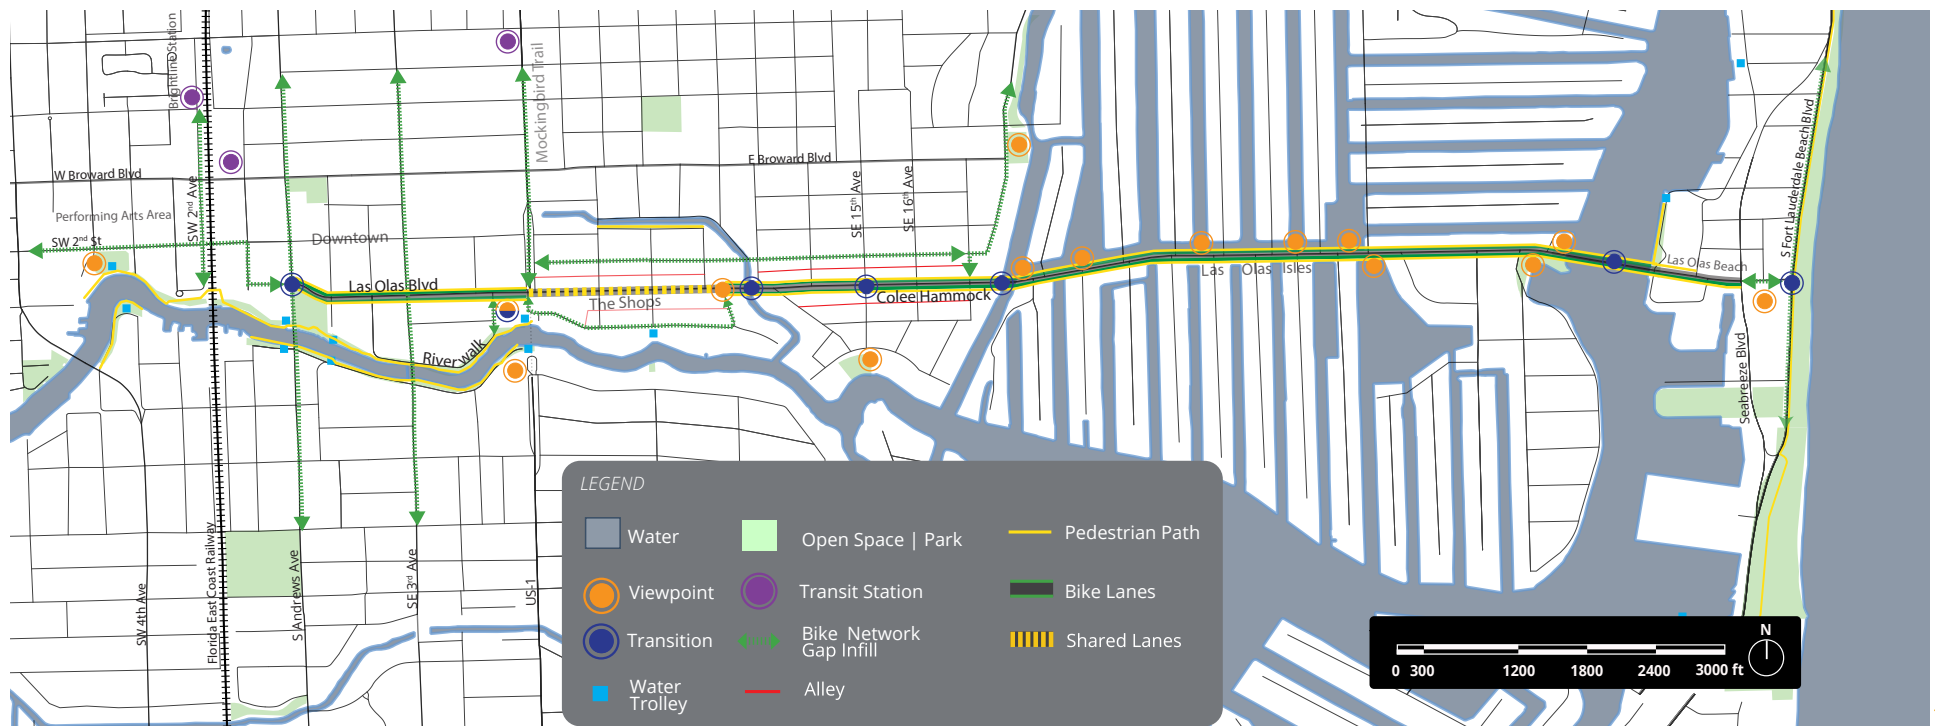 Brightline Station
Mockingbird Trail
W Broward Blvd
E Broward Blvd
Performing Arts Area
SW 2nd Ave
SW 2nd St
Downtown
SE 15th Ave
SE 16th Ave
S Fort Lauderdale Beach Blvd
Las Olas Blvd
The Shops
Colee Hammock
Las Olas Isles
Las Olas Beach
Riverwalk
Seabreeze Blvd
SW 4th Ave
Florida East Coast Railway
S Andrews Ave
SE 3rd Ave
US-1
LEGEND
Water
Open Space | Park
Pedestrian Path
Viewpoint
Transit Station
Bike Lanes
Transition
Bike Network
Gap Infill
Shared Lanes
Water
Trolley
Alley
N
0 300 1200 1800 2400 3000 ft